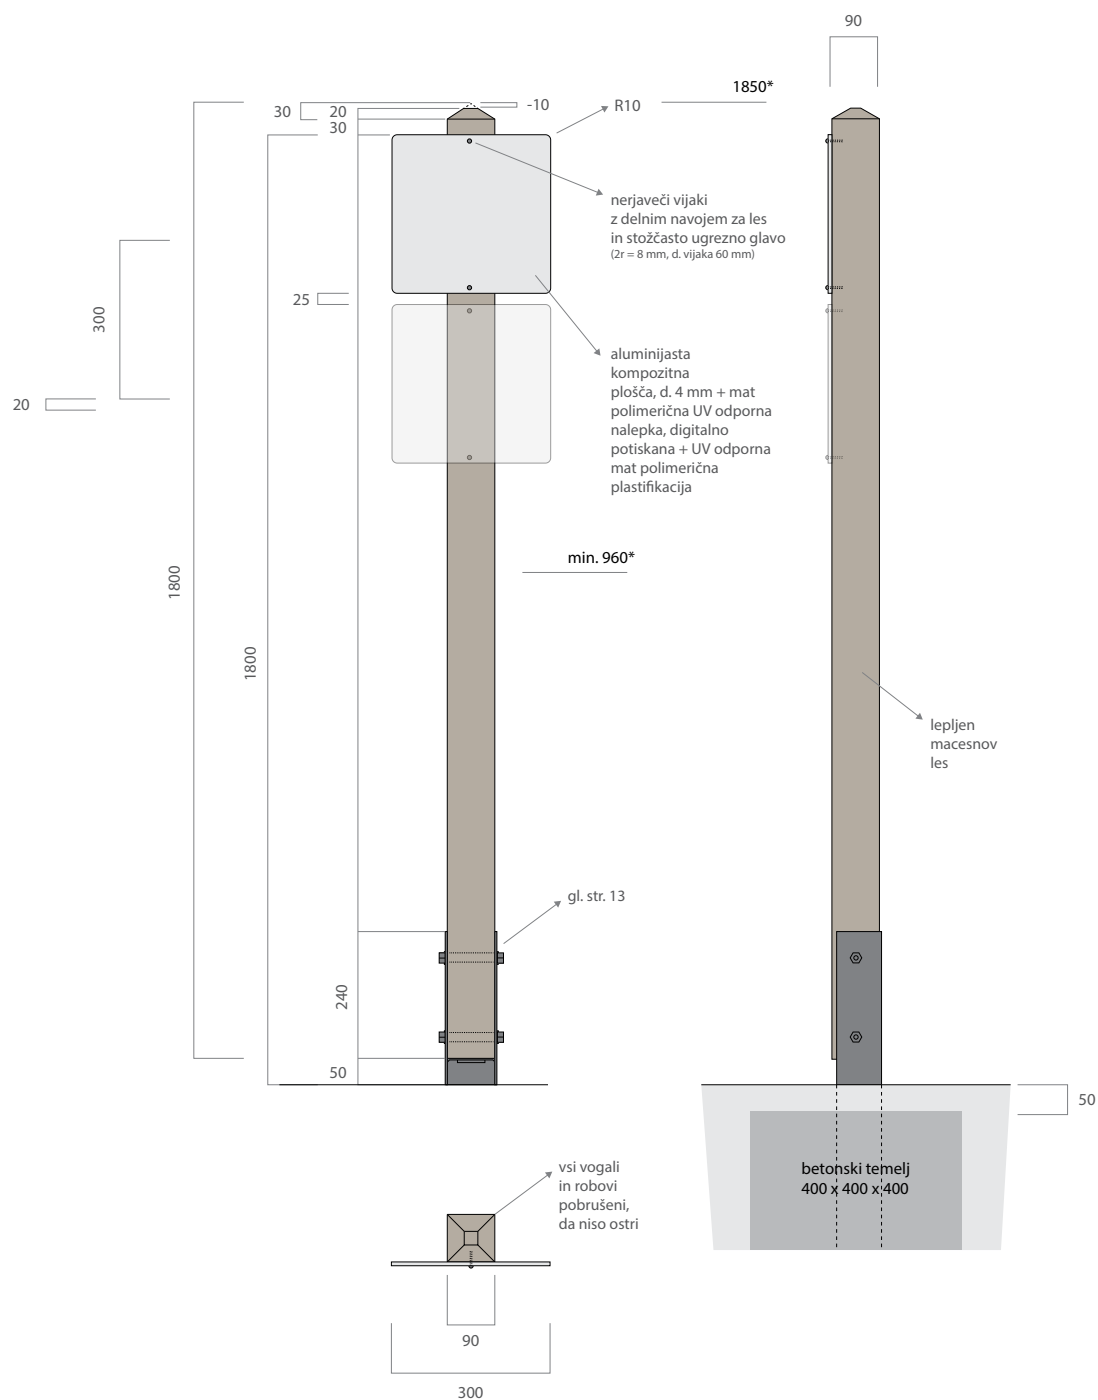 90
1850*
30
20
-10
R10
30
nerjaveči vijaki
z delnim navojem za les
in stožčasto ugrezno glavo
(2r = 8 mm, d. vijaka 60 mm)
25
300
20
aluminijasta
kompozitna
plošča, d. 4 mm + mat
polimerična UV odporna
nalepka, digitalno
potiskana + UV odporna
mat polimerična
plastifikacija
min. 960*
1800
1800
lepljen
macesnov
les
gl. str. 13
240
50
50
betonski temelj
400 x 400 x 400
vsi vogali
in robovi
pobrušeni,
da niso ostri
90
300